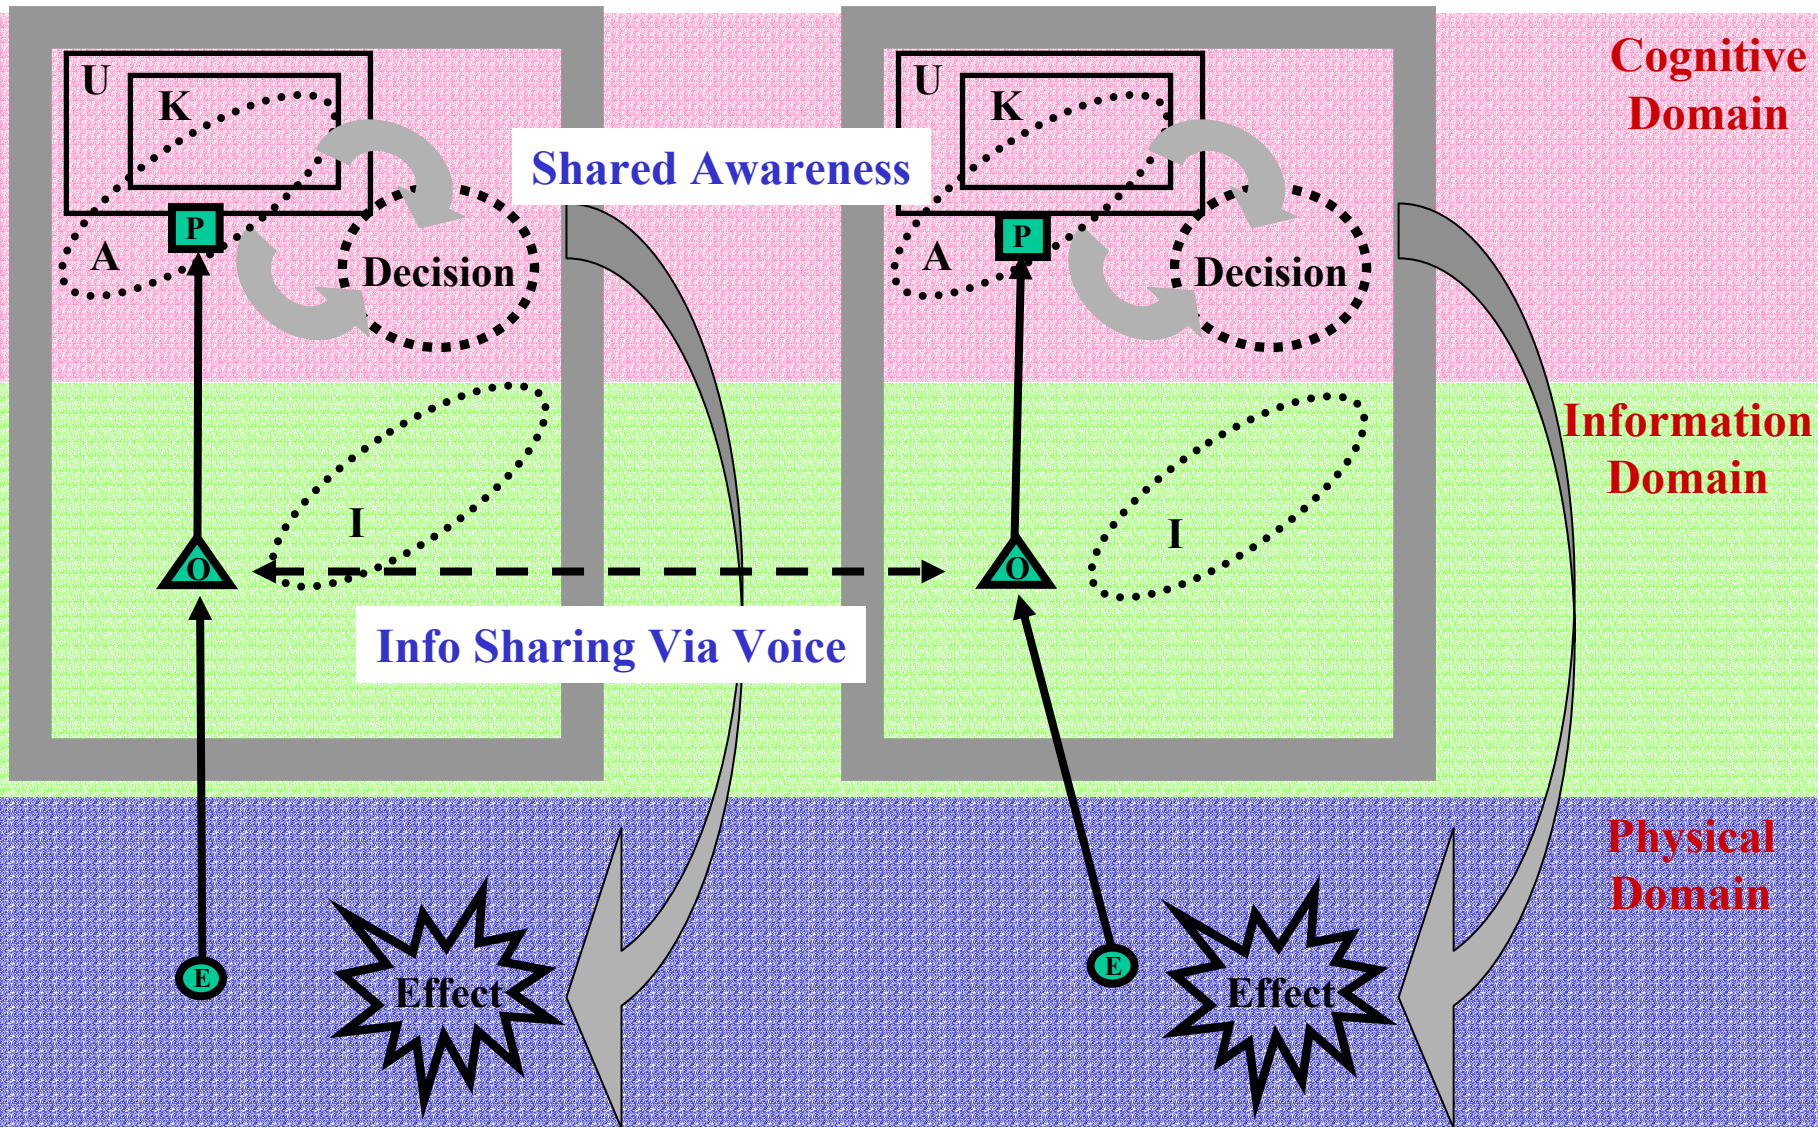 Cognitive
Domain
U
K
U
K
Shared Awareness
P
A
Decision
P
A
Decision
Information
Domain
I
I
O
O
Info Sharing Via Voice
Physical
Domain
E
Effect
E
Effect